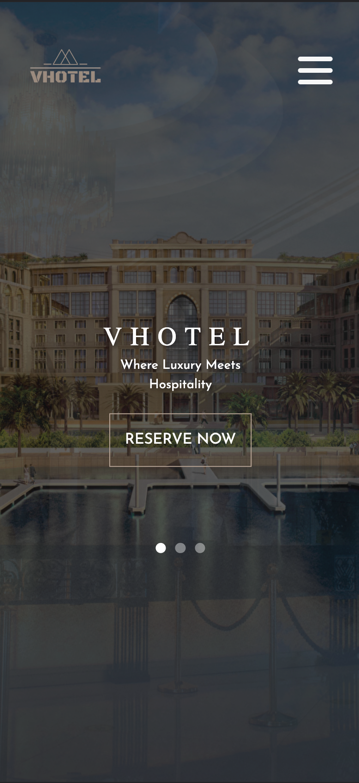 VHOTEL
VHOTEL
Where Luxury Meets
Hospitality
RESERVE NOW